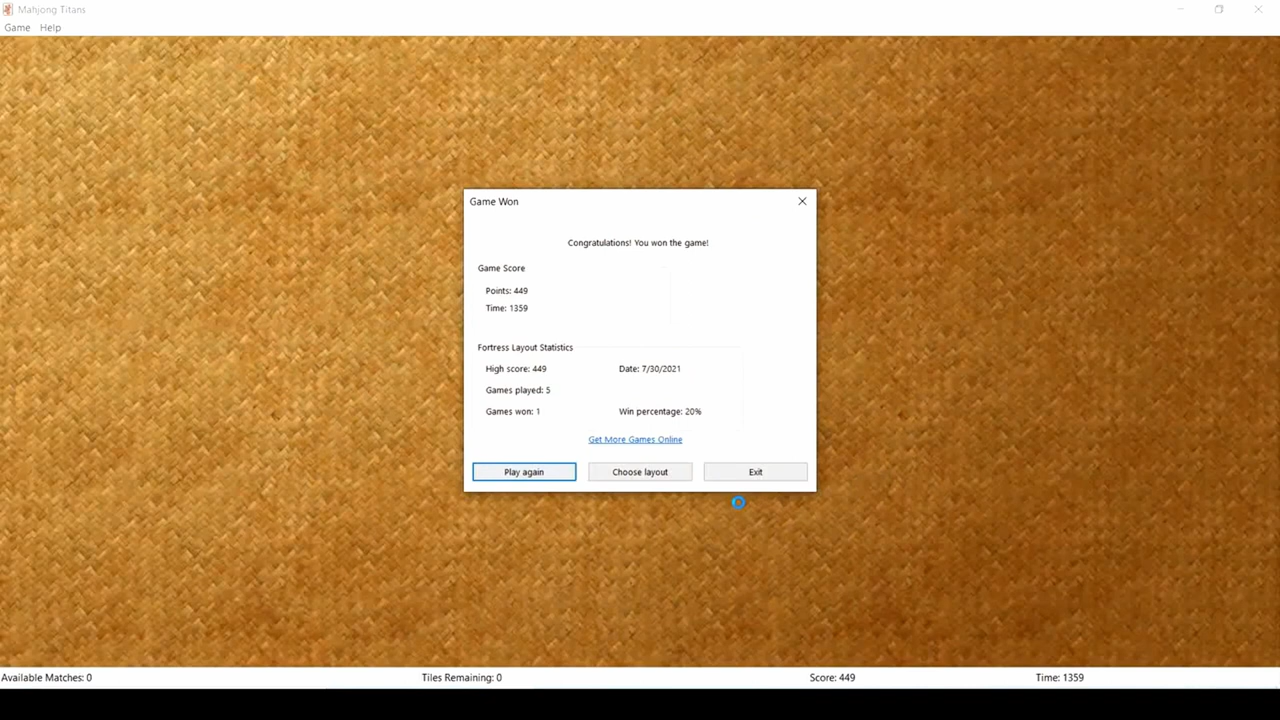 Mahjong Titans
Game Help
Game Won
Congratulations! You won the game!
Game Score
Points: 449
Time: 1359
Fortress Layout Statistics
High score: 449 Date: 7/30/2021
Games played: 5
Games won: 1 Win percentage: 20%
Get More Games Online
Play again Choose layout Exit
Available Matches: 0 Tiles Remaining: 0 Score: 449 Time: 1359